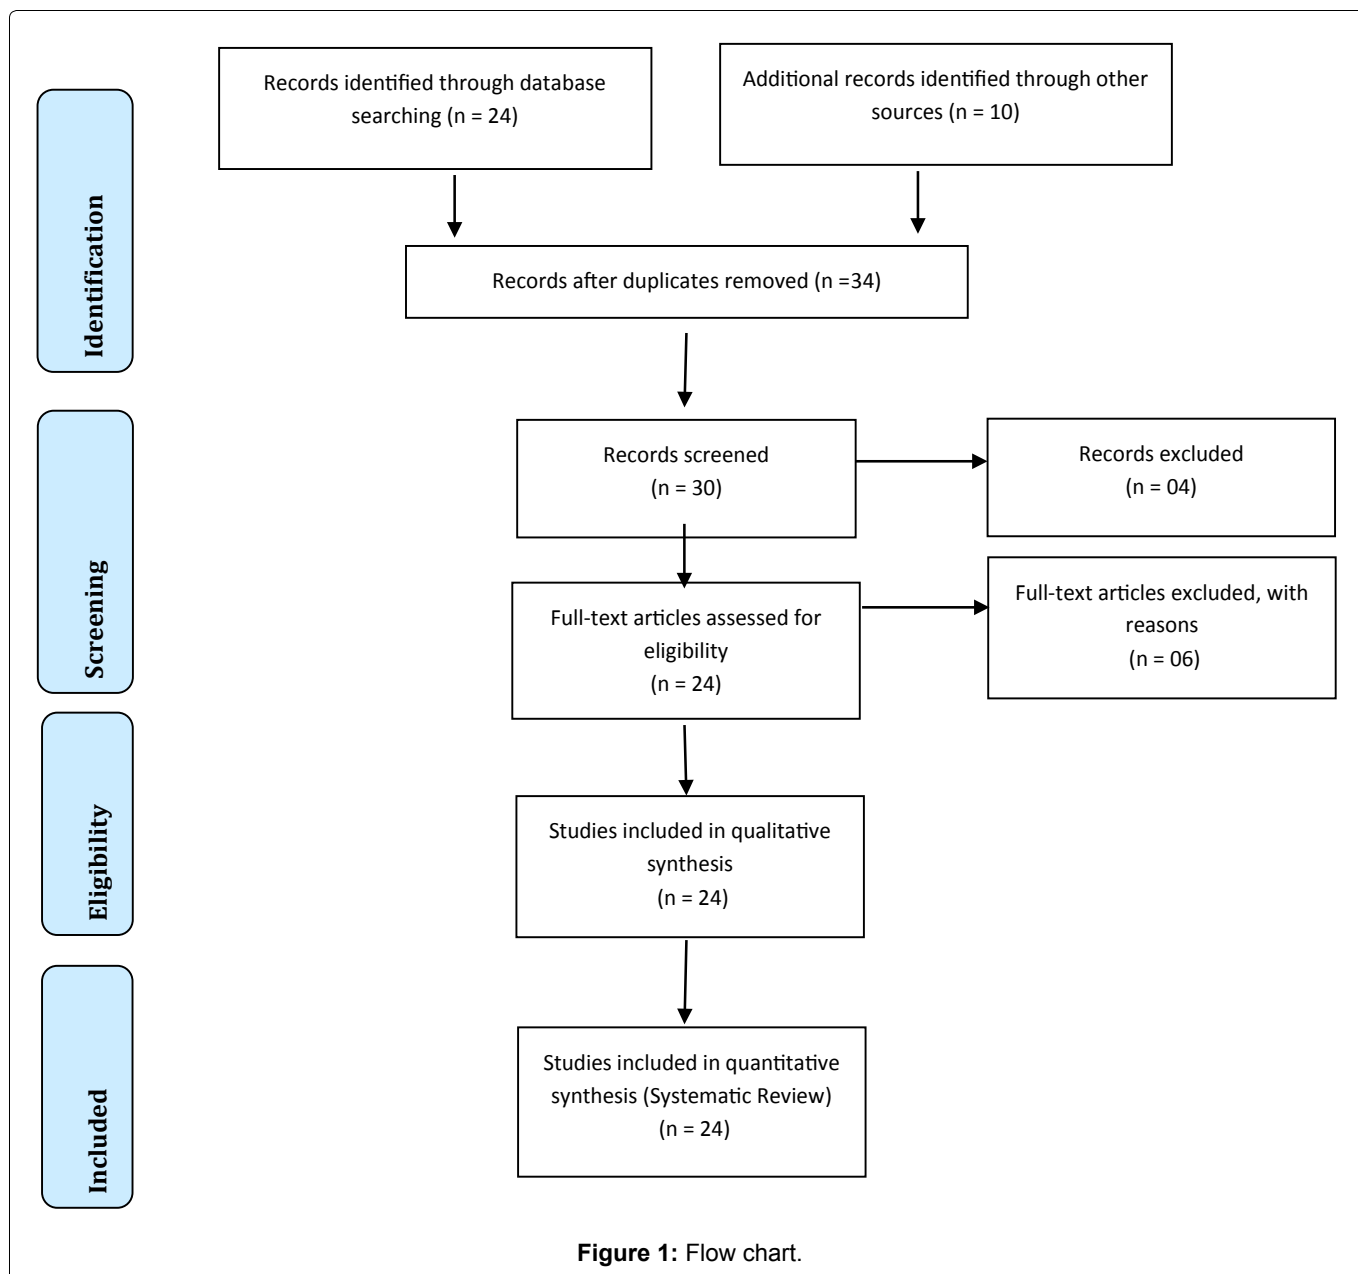 Records identified through database
searching (n = 24)
Additional records identified through other
sources (n = 10)
Identification
Records after duplicates removed (n =34)
Screening
Records screened
(n = 30)
Records excluded
(n = 04)
Full-text articles assessed for
eligibility
(n = 24)
Full-text articles excluded, with
reasons
(n = 06)
Eligibility
Studies included in qualitative
synthesis
(n = 24)
Included
Studies included in quantitative
synthesis (Systematic Review)
(n = 24)
Figure 1: Flow chart.